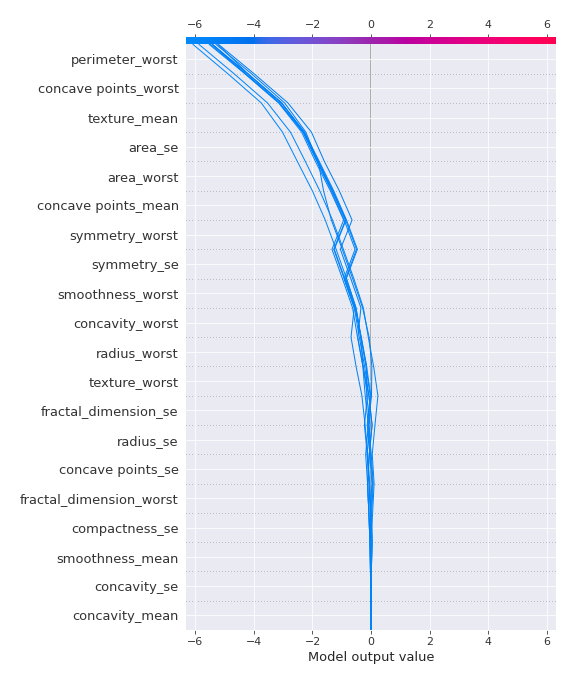 −6 −4 −2 0 2 4 6
perimeter_worst
concave points_worst
texture_mean
area_se
area_worst
concave points_mean
symmetry_worst
symmetry_se
smoothness_worst
concavity_worst
radius_worst
texture_worst
fractal_dimension_se
radius_se
concave points_se
fractal_dimension_worst
compactness_se
smoothness_mean
concavity_se
concavity_mean
−6 −4 −2 0 2 4 6
Model output value